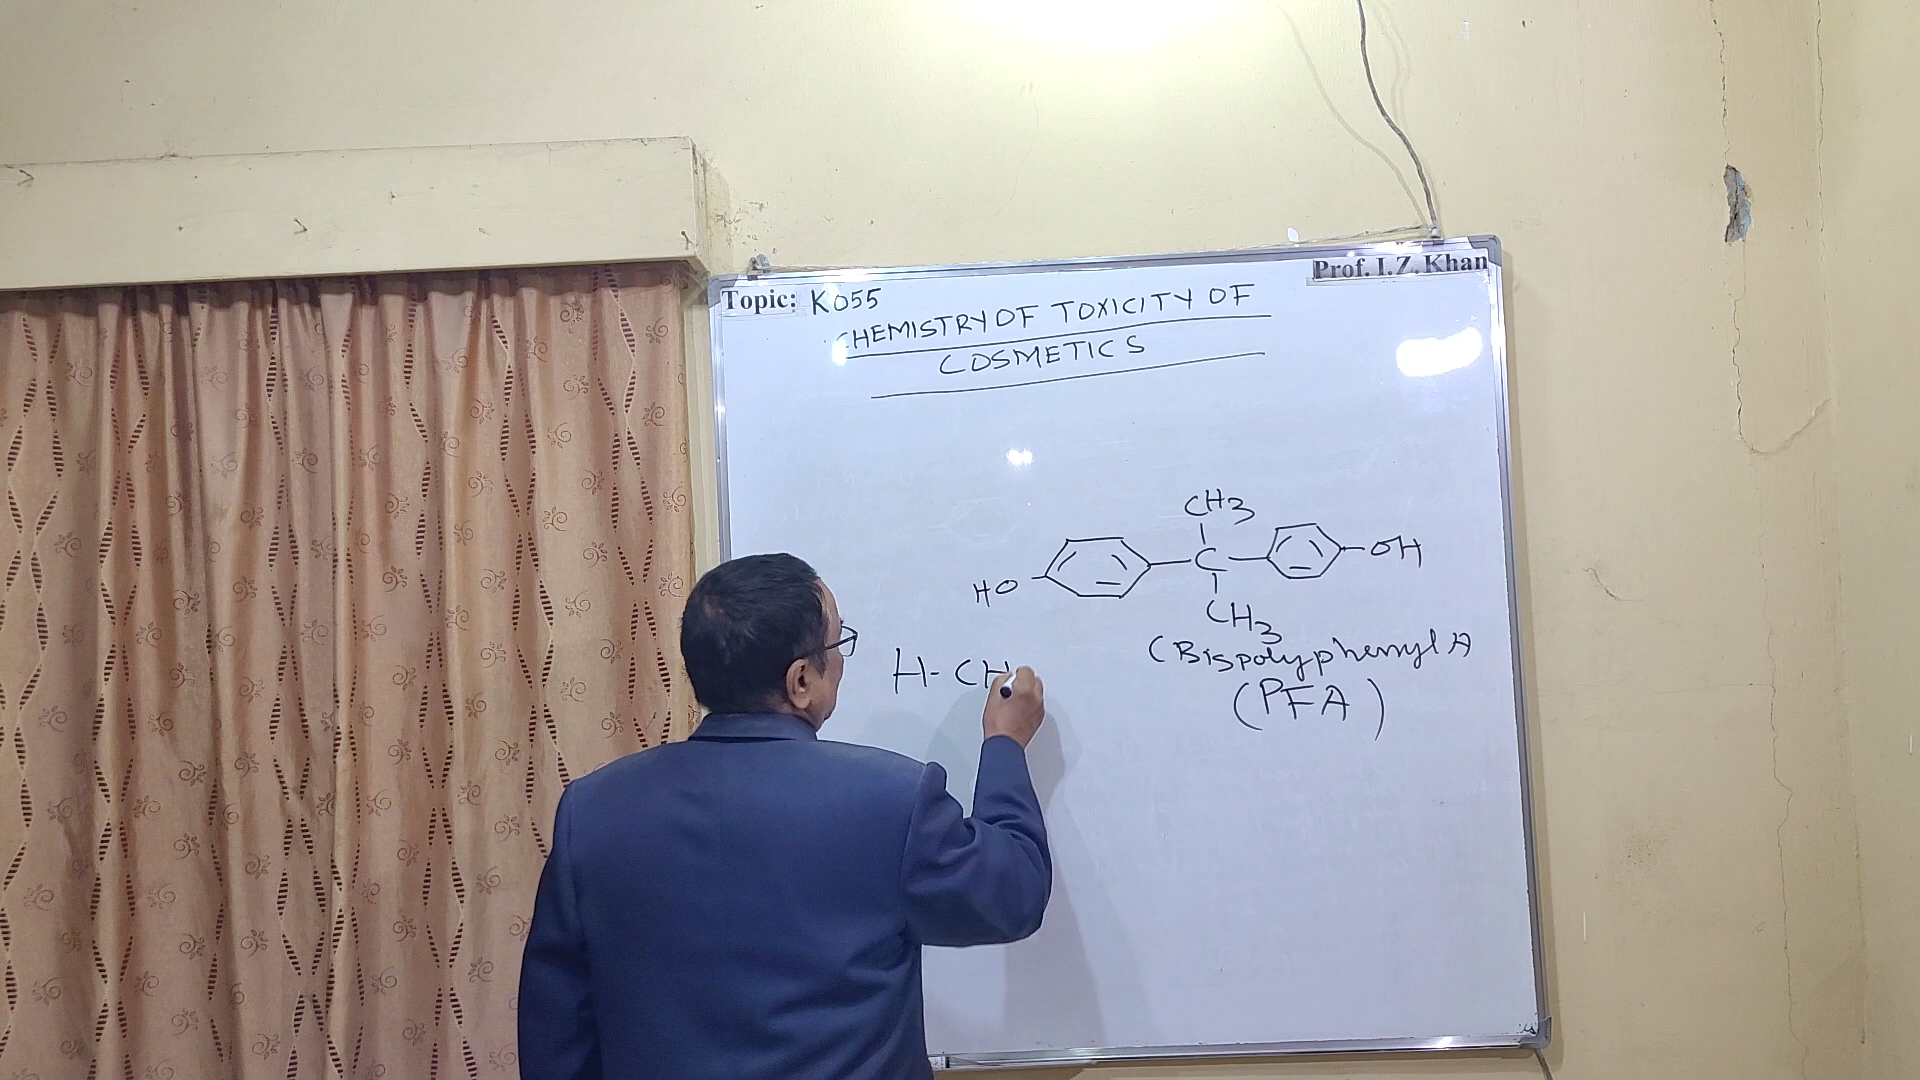 Prof. I. Z. Khan
Topic: K055
CHEMISTRY OF TOXICITY OF
COSMETICS
CH3
C
HO
OH
CH3
(Bispolyphenyl A
(PFA)
H-CH